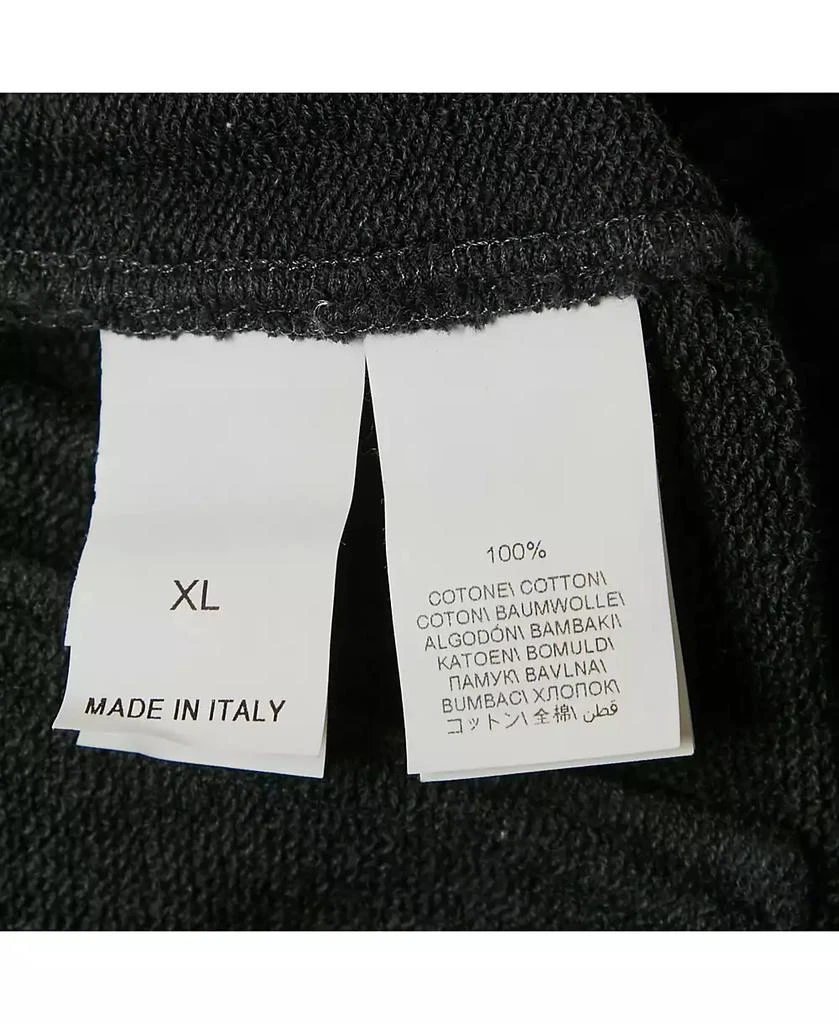 XL
MADE IN ITALY
100%
COTONE\ COTTON\
COTON\ BAUMWOLLE\
ALGODÓN\ BAMBAKI\
KATOEN\ BOMULD\
ПАМУК\ BAVLNA\
BUMBAC\ ХЛОПОК\
コットン\ 全棉\ قطن